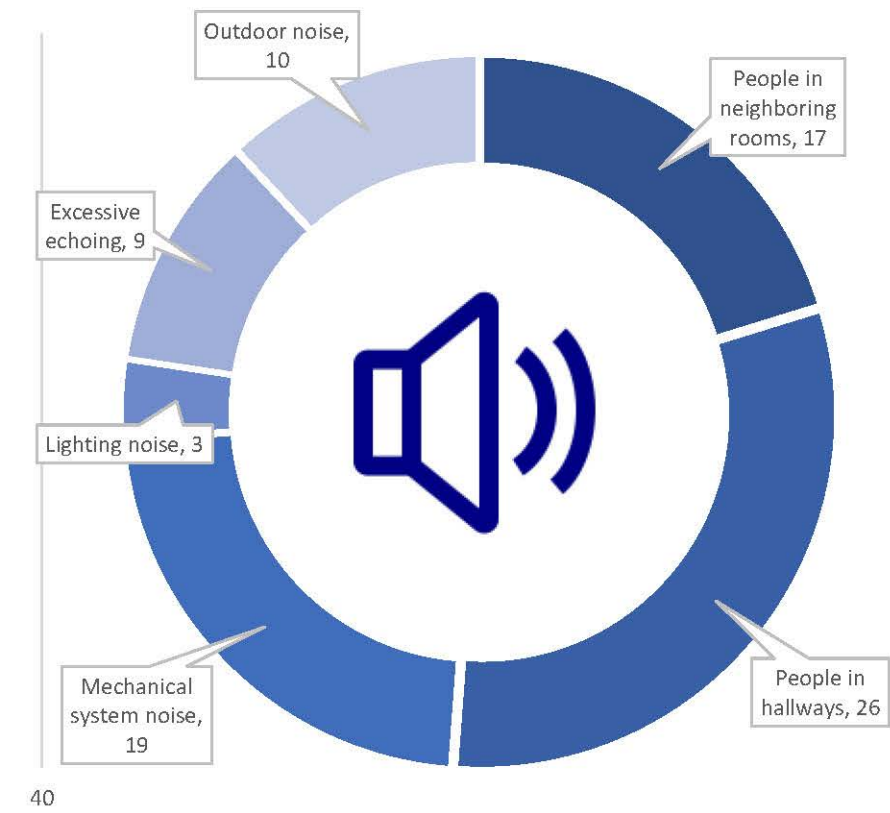 Outdoor noise,
10
People in
neighboring
rooms, 17
Excessive
echoing, 9
Lighting noise, 3
Mechanical
system noise,
19
People in
hallways, 26
40